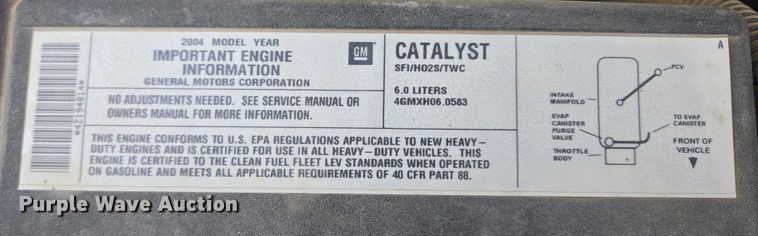 2004 MODEL YEAR
IMPORTANT ENGINE
INFORMATION
GENERAL MOTORS CORPORATION
GM
CATALYST
SFI/HO2S/TWC
6.0 LITERS
4GMXH06.0583
NO ADJUSTMENTS NEEDED. SEE SERVICE MANUAL OR
OWNERS MANUAL FOR MORE INFORMATION.
THIS ENGINE CONFORMS TO U.S. EPA REGULATIONS APPLICABLE TO NEW HEAVY-
DUTY ENGINES AND IS CERTIFIED FOR USE IN ALL HEAVY-DUTY VEHICLES. THIS
ENGINE IS CERTIFIED TO THE CLEAN FUEL FLEET LEV STANDARDS WHEN OPERATED
ON GASOLINE AND MEETS ALL APPLICABLE REQUIREMENTS OF 40 CFR PART 88.
*42194014*
A
PCV
INTAKE
MANIFOLD
EVAP
CANISTER
PURGE
VALVE
THROTTLE
BODY
TO EVAP
CANISTER
FRONT OF
VEHICLE
Purple Wave Auction